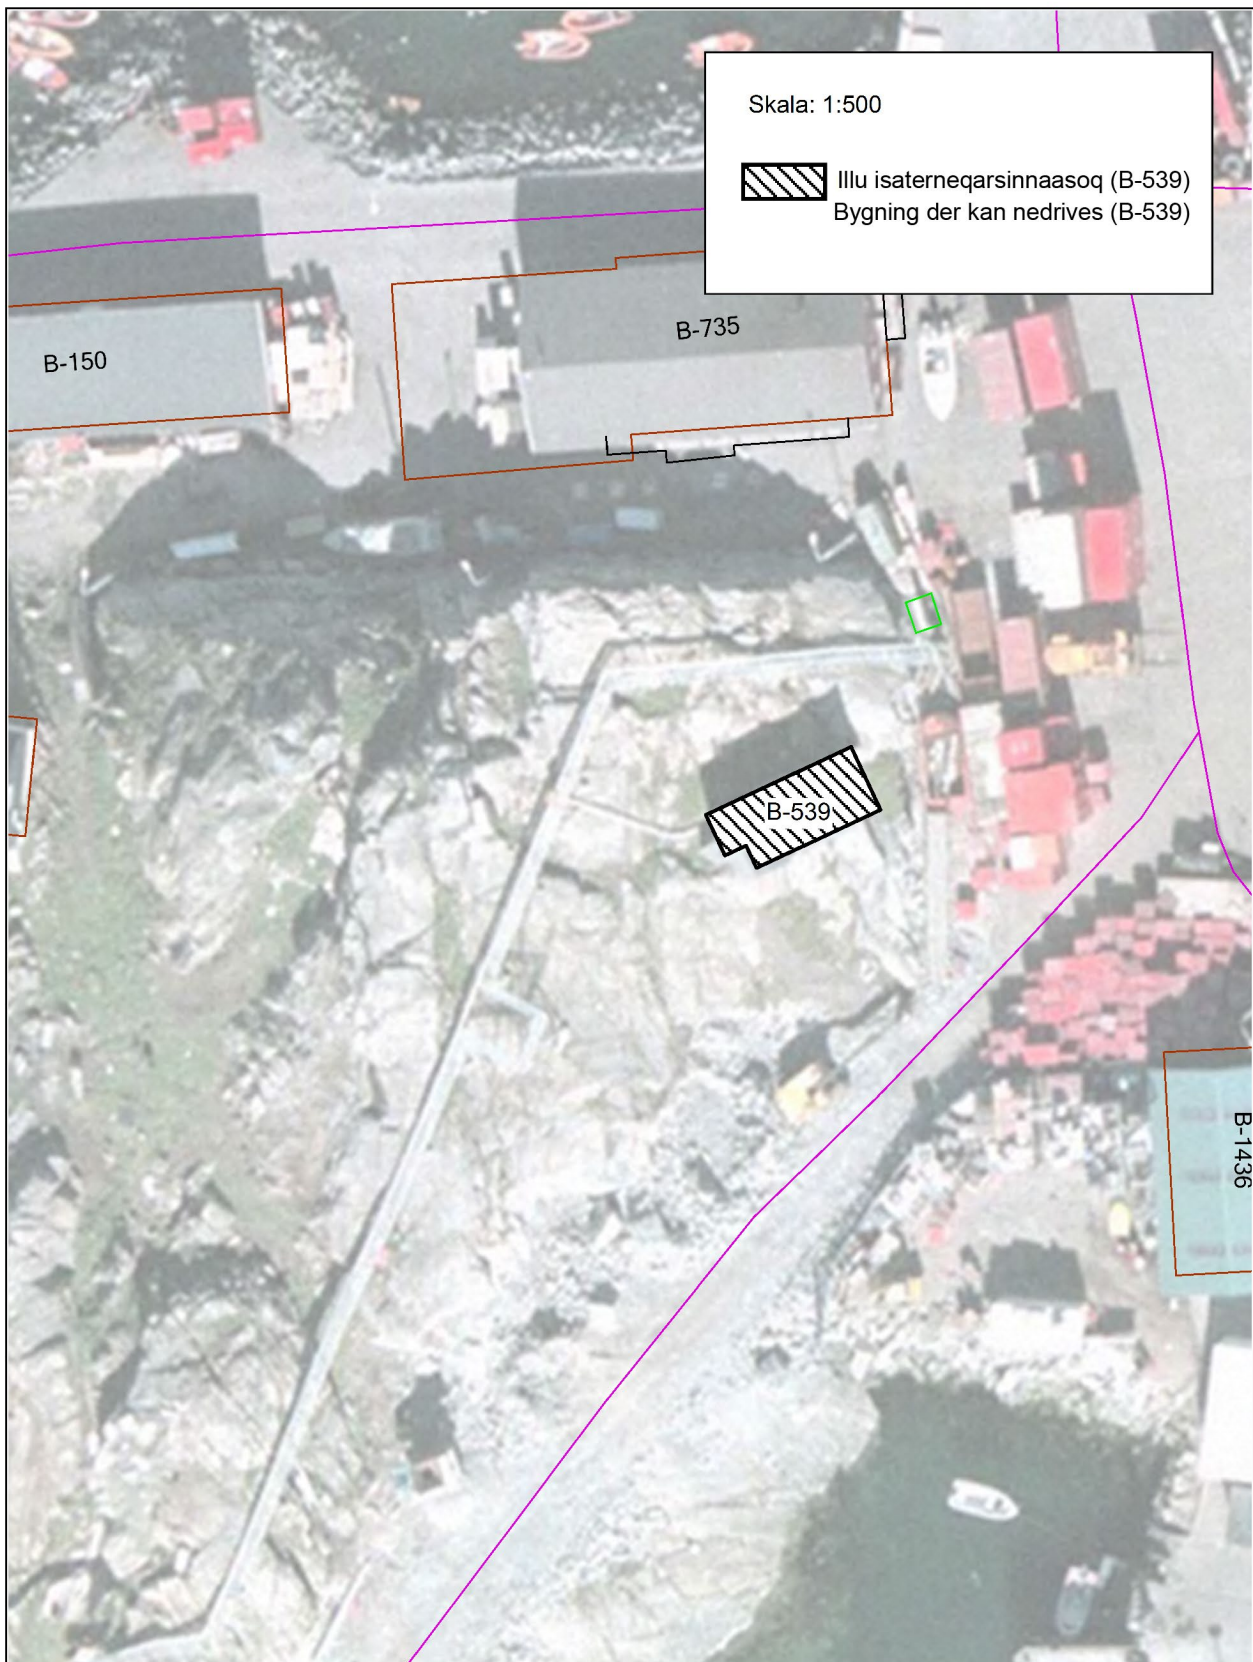 Skala: 1:500
Illu isaterneqarsinnaasoq (B-539)
Bygning der kan nedrives (B-539)
B-735
B-150
B-539
B-1436